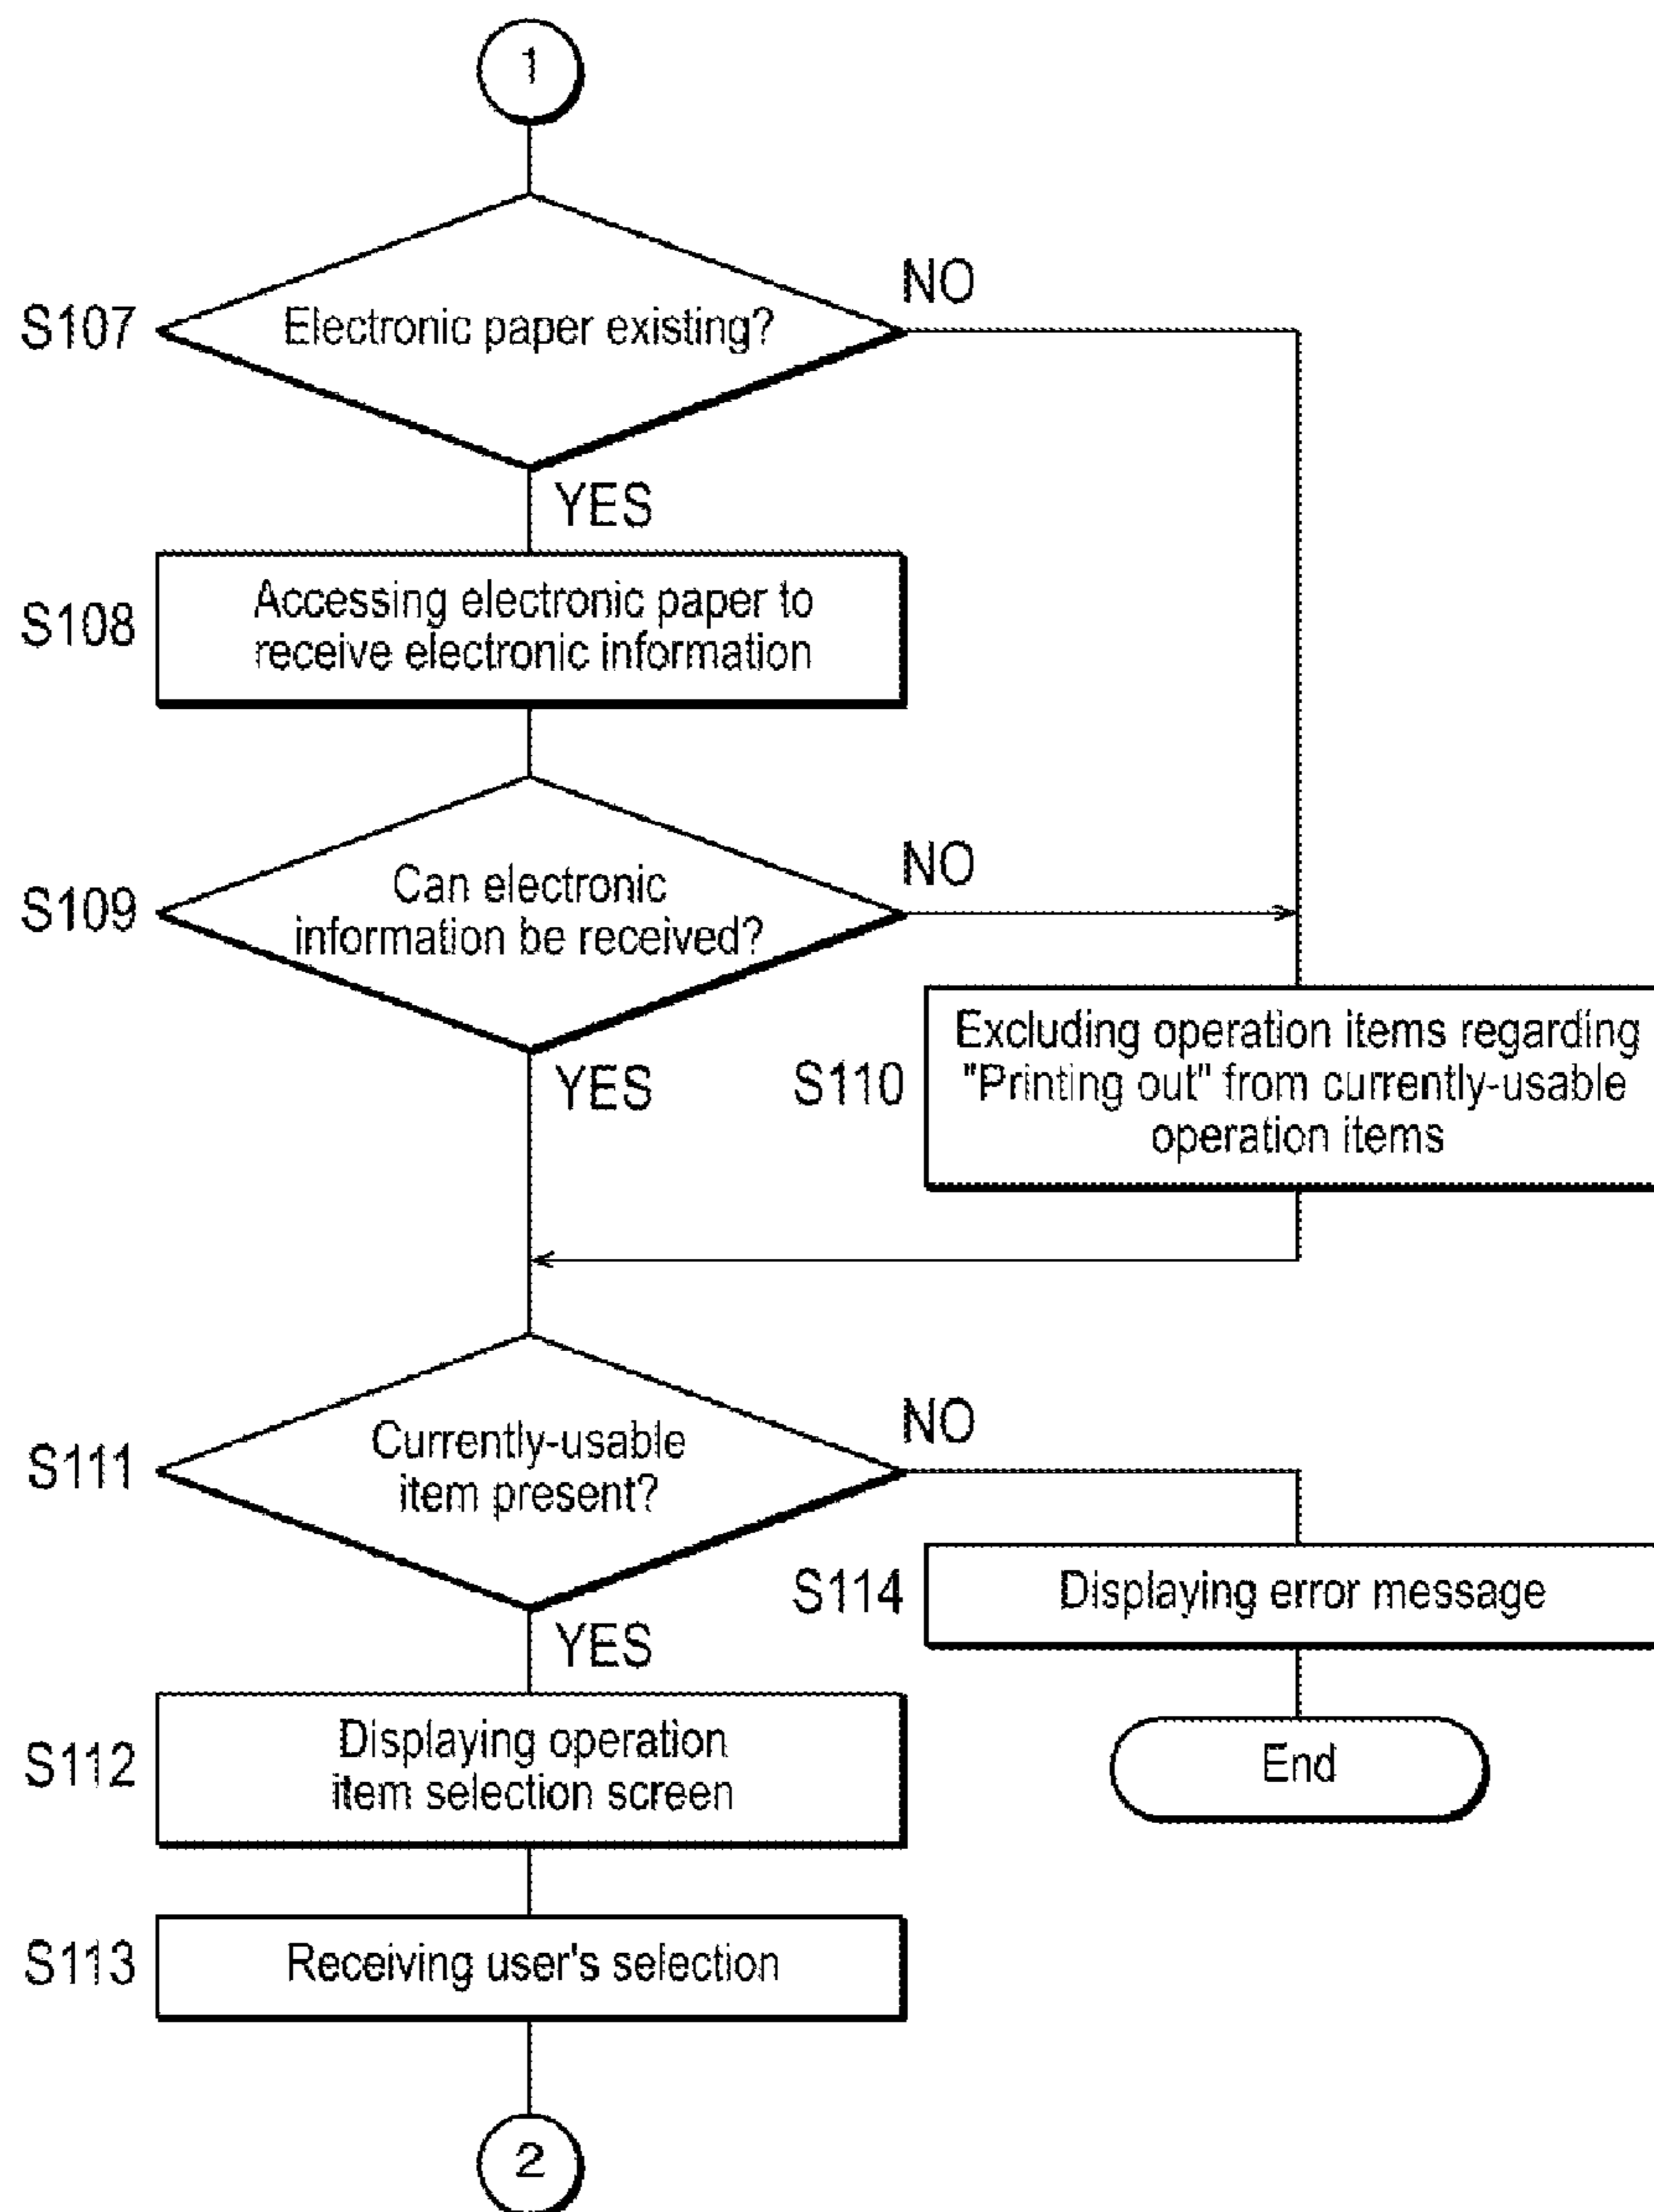 1
S107
Electronic paper existing?
NO
YES
S108
Accessing electronic paper to
receive electronic information
S109
Can electronic
information be received?
NO
YES
S110
Excluding operation items regarding
"Printing out" from currently-usable
operation items
S111
Currently-usable
item present?
NO
YES
S114
Displaying error message
End
S112
Displaying operation
item selection screen
S113
Receiving user's selection
2